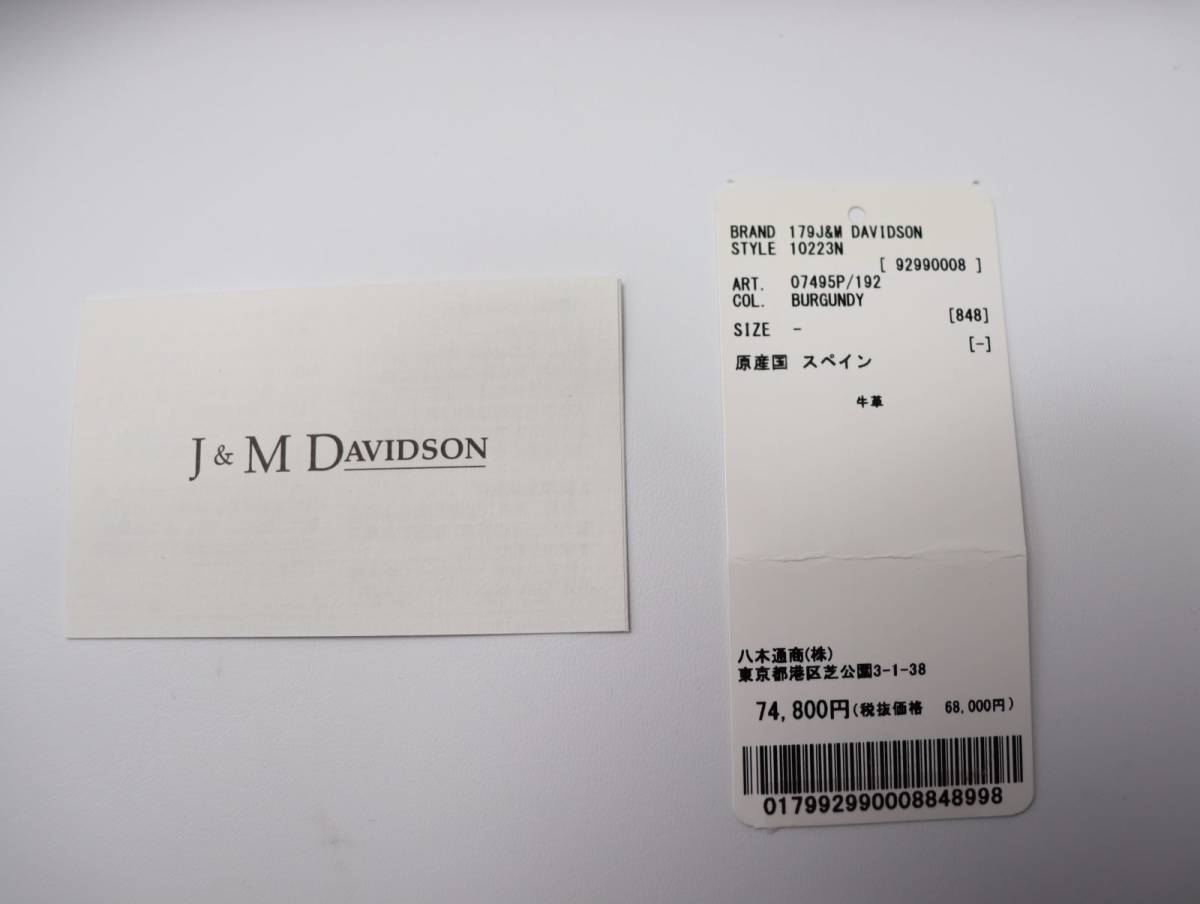 J & M DAVIDSON
BRAND 179J&M DAVIDSON
STYLE 10223N
[ 92990008 ]
ART. 07495P/192
COL. BURGUNDY
[848]
SIZE -
[-]
原産国 スペイン
牛革
八木通商(株)
東京都港区芝公園3-1-38
74,800円(税抜価格 68,000円)
017992990008848998